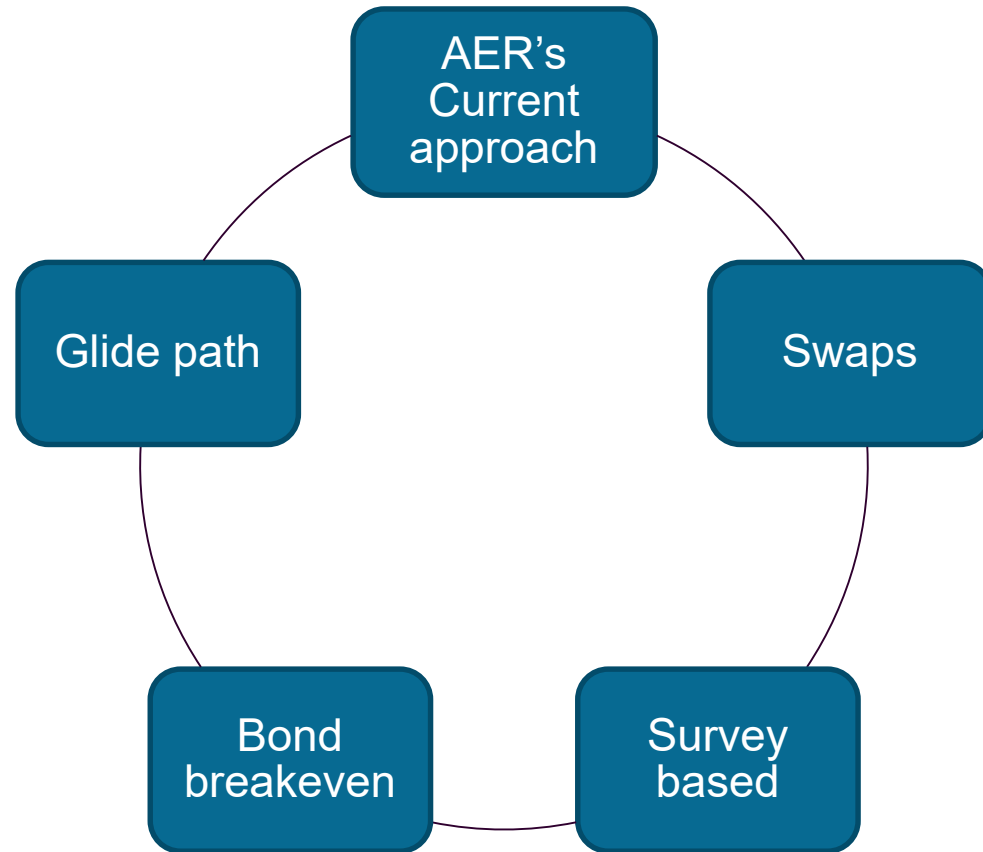 AER’s
Current
approach
Glide path
Swaps
Bond
breakeven
Survey
based